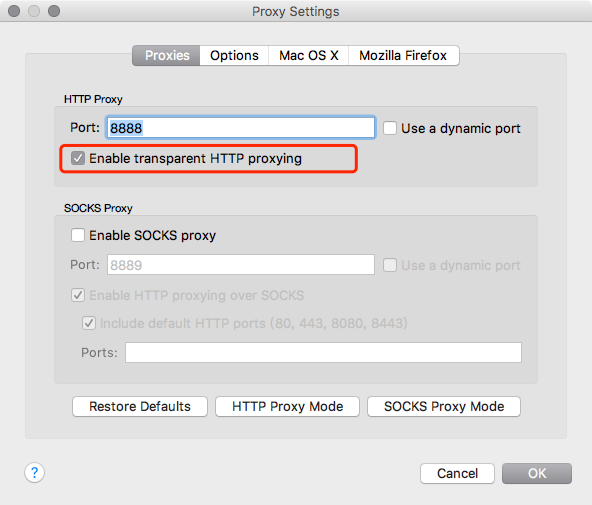 Proxy Settings
Proxies Options Mac OS X Mozilla Firefox
HTTP Proxy
Port: 8888 Use a dynamic port
Enable transparent HTTP proxying
SOCKS Proxy
Enable SOCKS proxy
Port: 8889 Use a dynamic port
Enable HTTP proxying over SOCKS
Include default HTTP ports (80, 443, 8080, 8443)
Ports:
Restore Defaults HTTP Proxy Mode SOCKS Proxy Mode
? Cancel OK